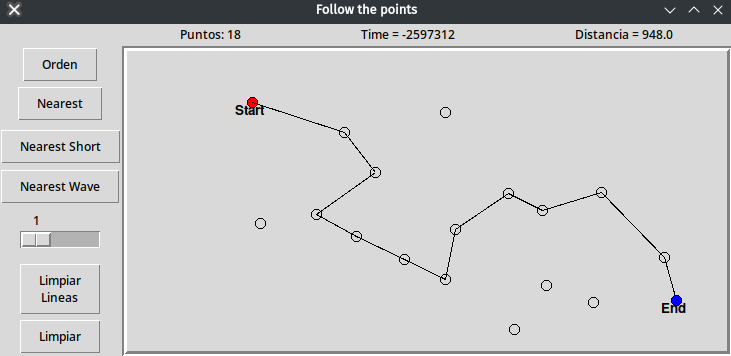 Follow the points
Puntos: 18 Time = -2597312 Distancia = 948.0
Orden
Nearest
Nearest Short
Nearest Wave
1
Limpiar
Lineas
Limpiar
Start
End